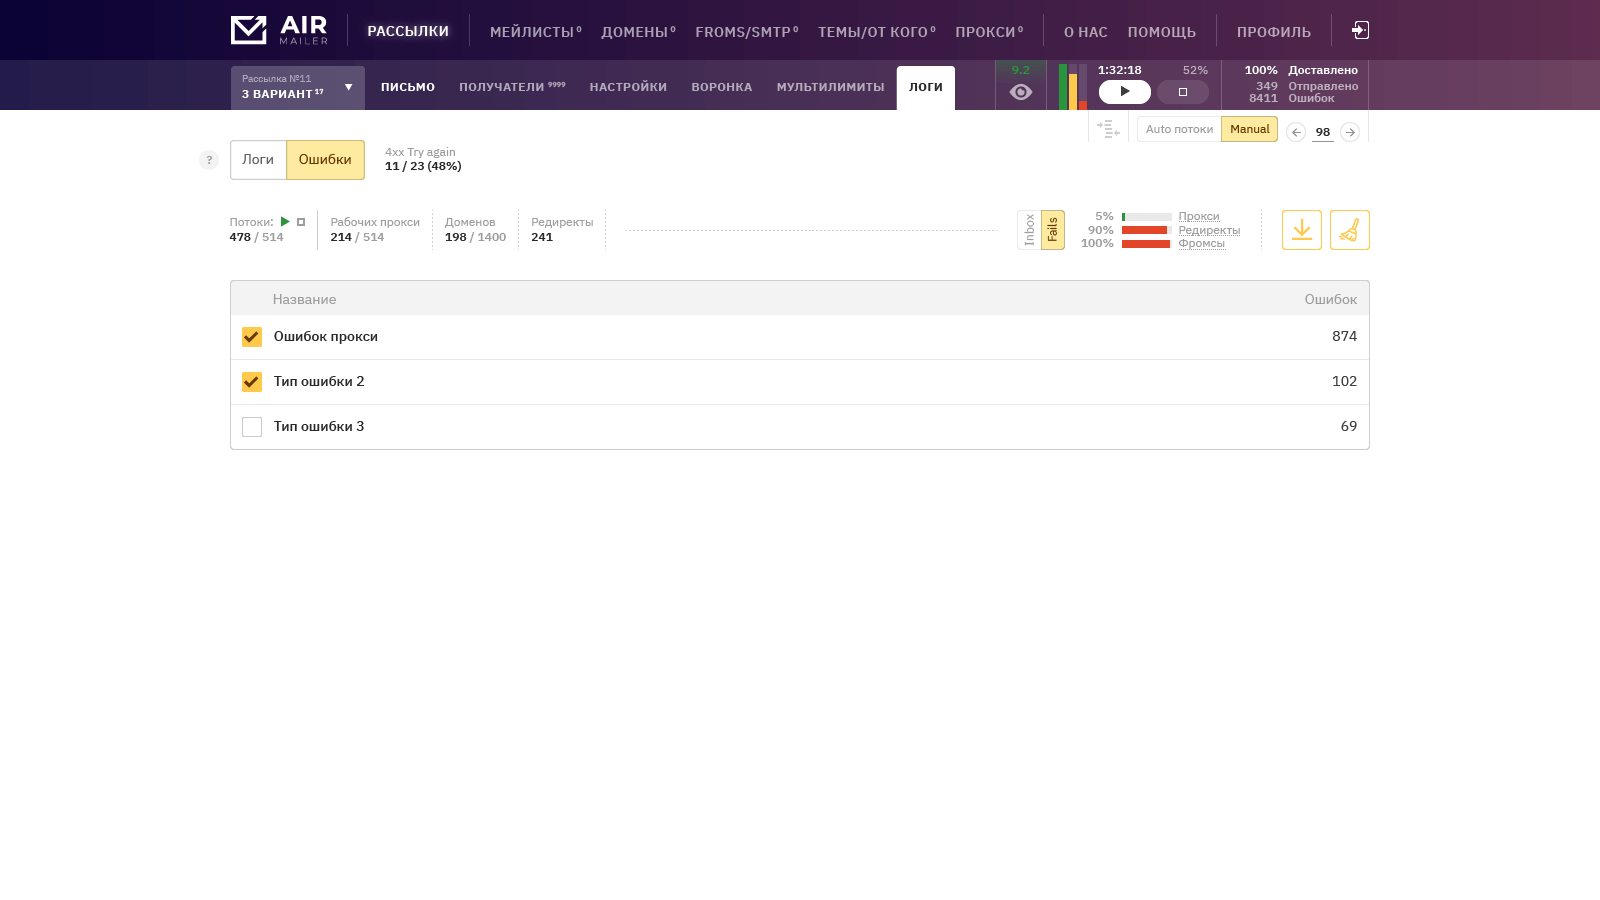 AIR
MAILER
РАССЫЛКИ
МЕЙЛИСТЫ 0
ДОМЕНЫ 0
FROMS/SMTP 0
ТЕМЫ/ОТ КОГО 0
ПРОКСИ 0
О НАС
ПОМОЩЬ
ПРОФИЛЬ
Рассылка №11
3 ВАРИАНТ 17
ПИСЬМО
ПОЛУЧАТЕЛИ 9999
НАСТРОЙКИ
ВОРОНКА
МУЛЬТИЛИМИТЫ
ЛОГИ
9.2
1:32:18 52%
100% Доставлено
349 Отправлено
8411 Ошибок
Auto потоки
Manual
98
?
Логи
Ошибки
4xx Try again
11 / 23 (48%)
Потоки:
478 / 514
Рабочих прокси
214 / 514
Доменов
198 / 1400
Редиректы
241
Inbox
Fails
5% Прокси
90% Редиректы
100% Фромсы
Название Ошибок
Ошибок прокси 874
Тип ошибки 2 102
Тип ошибки 3 69